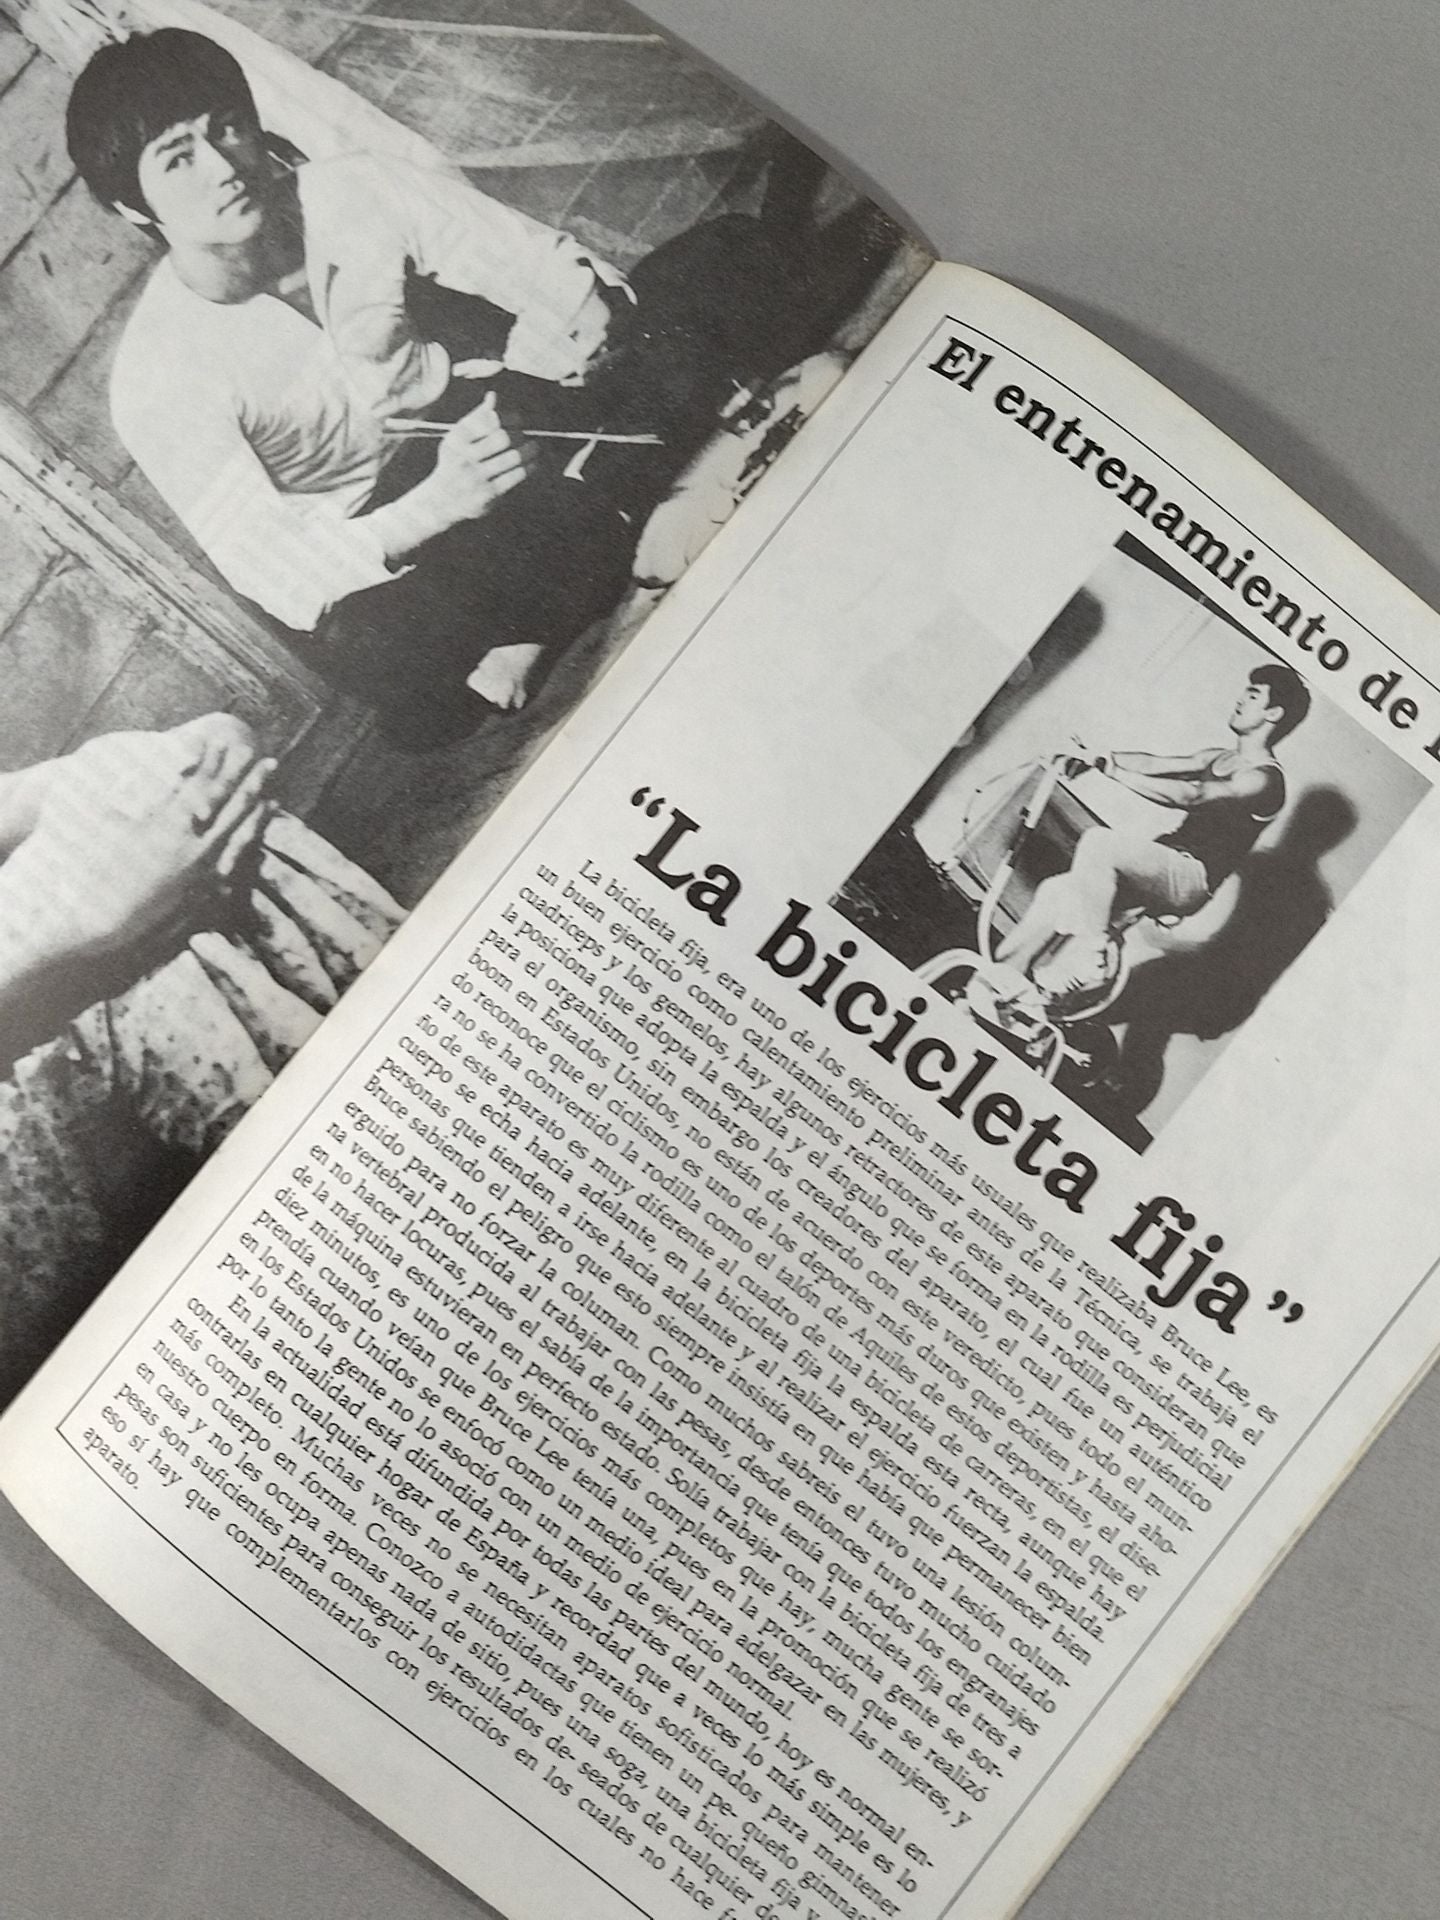 El entrenamiento de
“La bicicleta fija”
La bicicleta fija, era uno de los ejercicios más usuales que realizaba Bruce Lee, es
un buen ejercicio como calentamiento preliminar antes de la Técnica, se trabaja el
cuadriceps y los gemelos, hay algunos retractores de este aparato que consideran que
la posiciona que adopta la espalda y el ángulo que se forma en la rodilla es perjudicial
para el organismo, sin embargo los creadores del aparato, el cual fue un auténtico
boom en Estados Unidos, no están de acuerdo con este veredicto, pues todo el mun-
do reconoce que el ciclismo es uno de los deportes más duros que existen y hasta aho-
ra no se ha convertido la rodilla como el talón de Aquiles de estos deportistas, el dise-
ño de este aparato es muy diferente al cuadro de una bicicleta de carreras, en el que el
cuerpo se echa hacia adelante, en la bicicleta fija la espalda esta recta, aunque hay
personas que tienden a irse hacia adelante y al realizar el ejercicio fuerzan la espalda.
Bruce sabiendo el peligro que esto siempre insistía en que había que permanecer bien
erguido para no forzar la columan. Como muchos sabreis el tuvo una lesión colum-
na vertebral producida al trabajar con las pesas, desde entonces tuvo mucho cuidado
en no hacer locuras, pues el sabía de la importancia que tenía que todos los engranajes
de la máquina estuvieran en perfecto estado. Solía trabajar con la bicicleta fija de tres a
diez minutos, es uno de los ejercicios más completos que hay, mucha gente se sor-
prendía cuando veían que Bruce Lee tenía una, pues en la promoción que se realizó
en los Estados Unidos se enfocó como un medio ideal para adelgazar en las mujeres, y
por lo tanto la gente no lo asoció con un medio de ejercicio normal.
En la actualidad está difundida por todas las partes del mundo, hoy es normal en-
contrarlas en cualquier hogar de España y recordad que a veces lo más simple es lo
más completo. Muchas veces no se necesitan aparatos sofisticados para mantener
nuestro cuerpo en forma. Conozco a autodidactas que tienen un pe- queño
en casa y no les ocupa apenas nada de sitio, pues una soga, una bicicleta fija y
pesas son suficientes para conseguir los resultados de- seados de cualquier
eso sí hay que complementarlos con ejercicios en los cuales no hace
aparato.